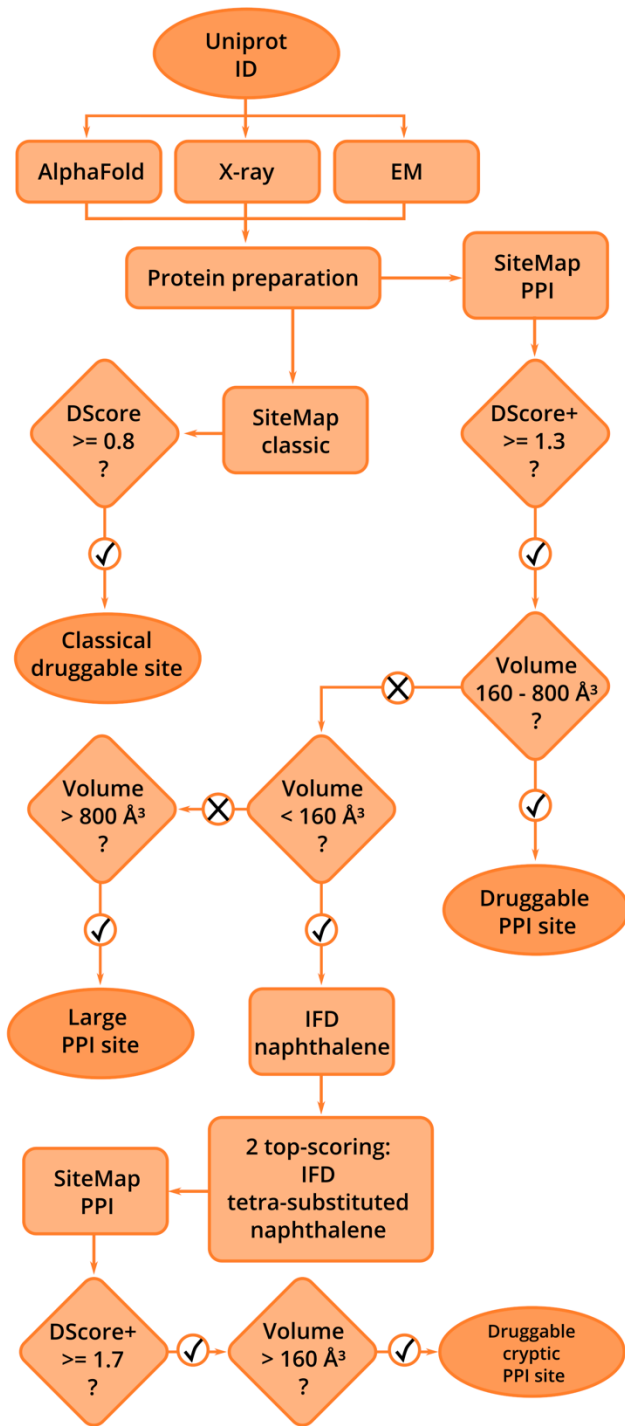 Uniprot
ID
AlphaFold
X-ray
EM
Protein preparation
SiteMap
PPI
DScore
>= 0.8
?
SiteMap
classic
DScore+
>= 1.3
?
Classical
druggable site
Volume
160 - 800 Å³
?
Volume
> 800 Å³
?
Volume
< 160 Å³
?
Druggable
PPI site
Large
PPI site
IFD
naphthalene
2 top-scoring:
IFD
tetra-substituted
naphthalene
SiteMap
PPI
DScore+
>= 1.7
?
Volume
> 160 Å³
?
Druggable
cryptic
PPI site